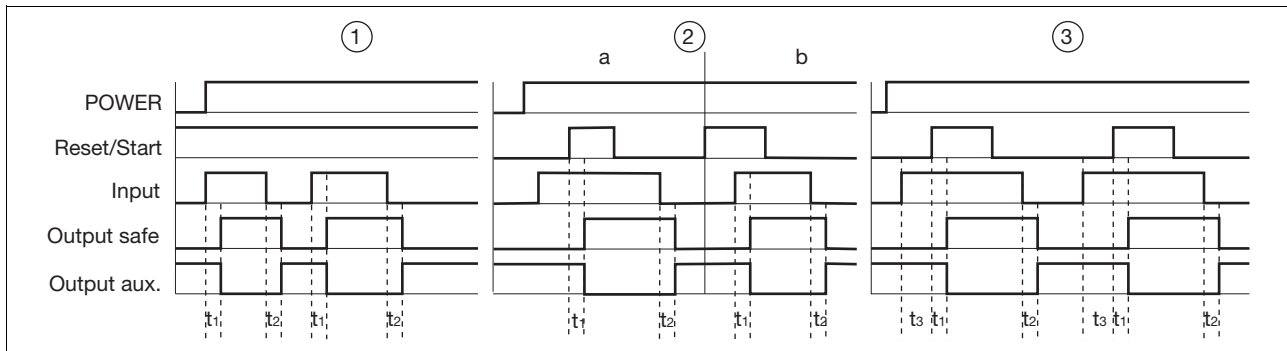 ① ② ③
a b
POWER
Reset/Start
Input
Output safe
Output aux.
t1 t2 t1 t2 t1 t2 t1 t2 t3 t1 t2 t3 t1 t2